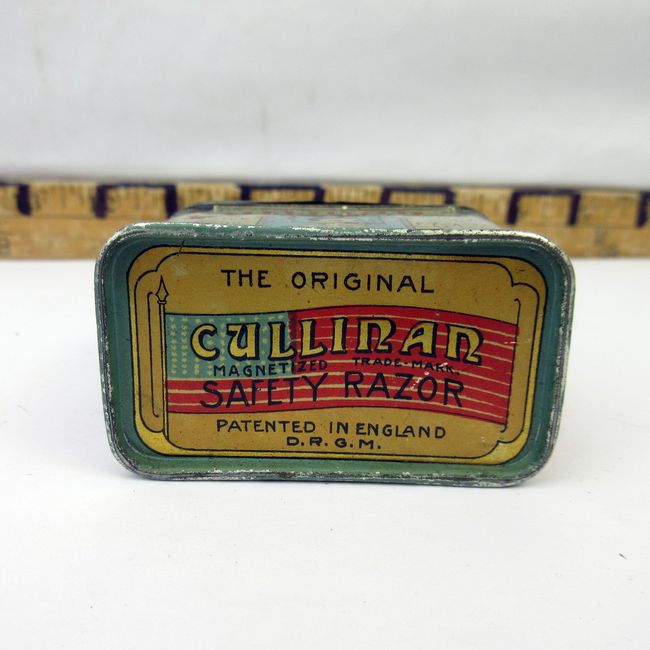 THE ORIGINAL
CULLINAN
MAGNETIZED TRADE-MARK.
SAFETY RAZOR
PATENTED IN ENGLAND
D.R.G.M.